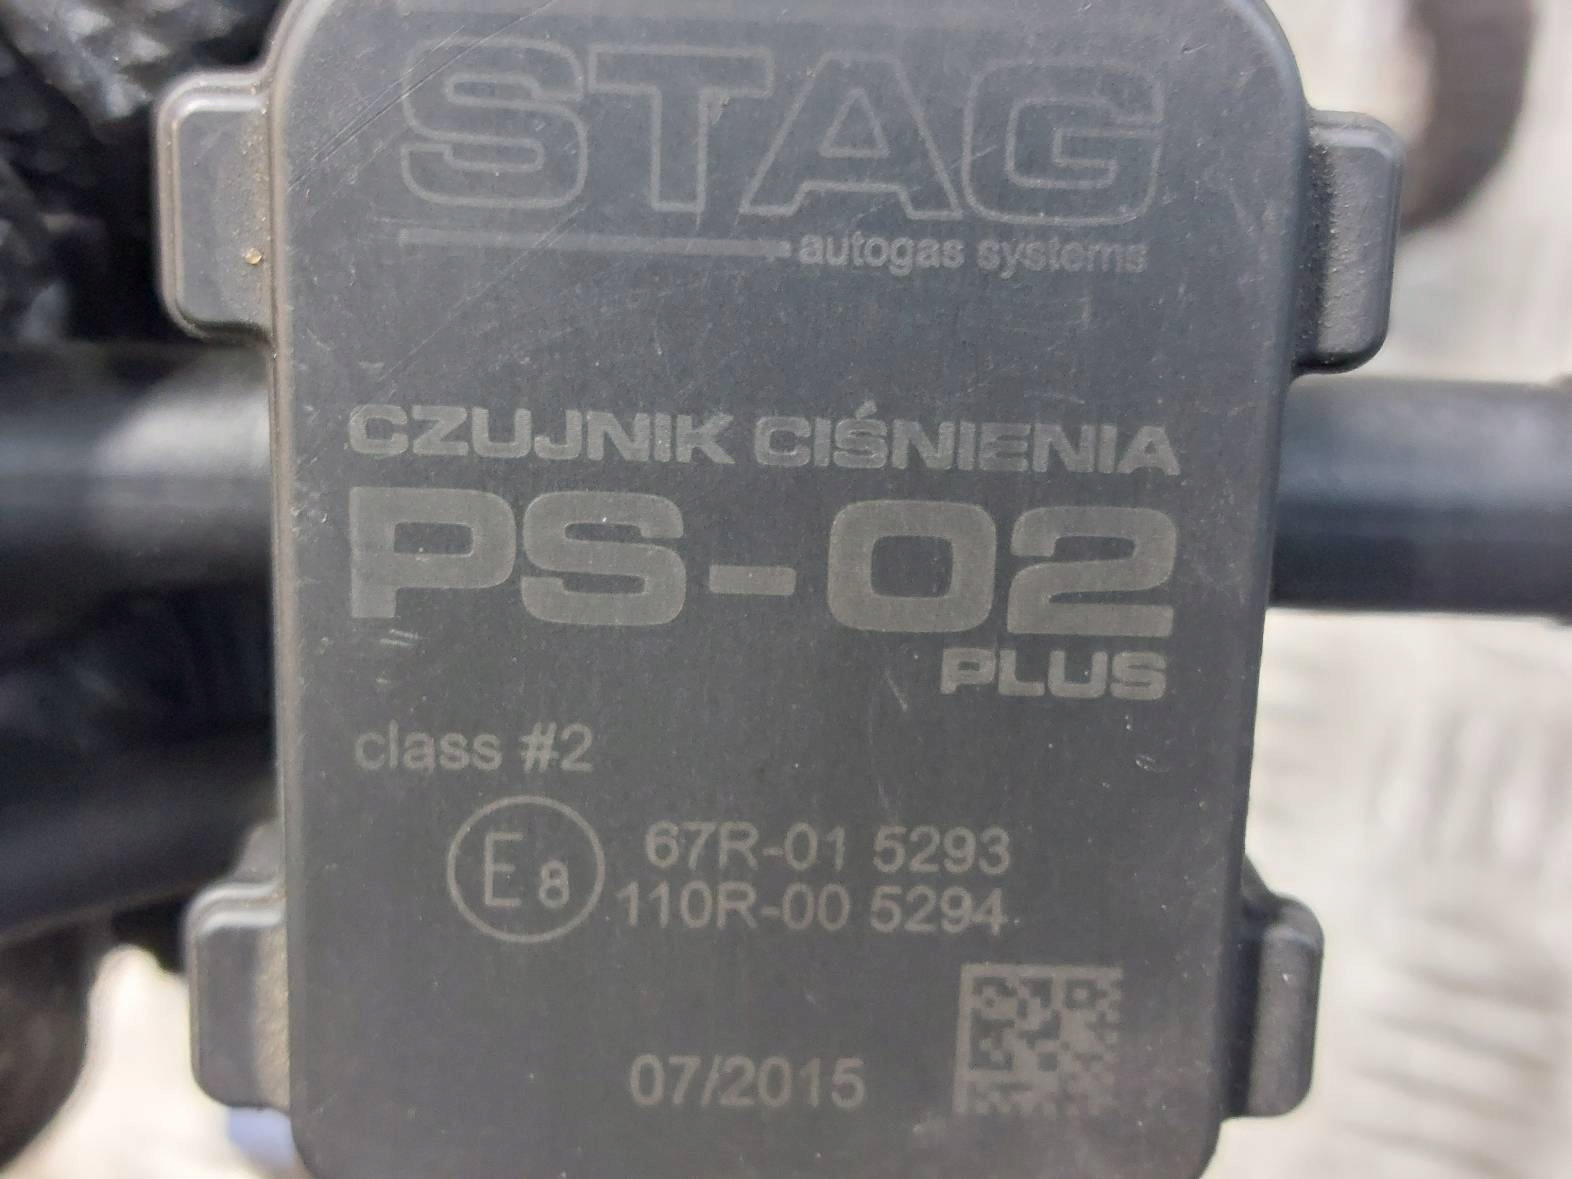 STAG
autogas systems
CZUJNIK CIŚNIENIA
PS-02
PLUS
class #2
E8 67R-01 5293
110R-00 5294
07/2015